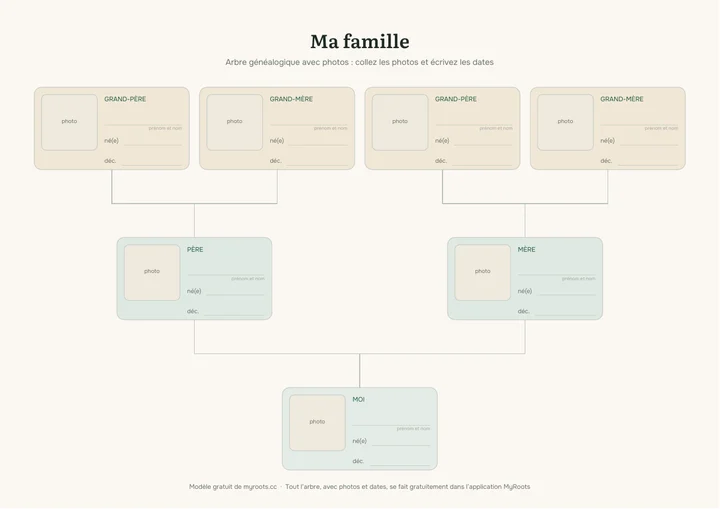 Ma famille
Arbre généalogique avec photos : collez les photos et écrivez les dates
GRAND-PÈRE
photo
prénom et nom
né(e)
déc.
GRAND-MÈRE
photo
prénom et nom
né(e)
déc.
GRAND-PÈRE
photo
prénom et nom
né(e)
déc.
GRAND-MÈRE
photo
prénom et nom
né(e)
déc.
PÈRE
photo
prénom et nom
né(e)
déc.
MÈRE
photo
prénom et nom
né(e)
déc.
MOI
photo
prénom et nom
né(e)
déc.
Modèle gratuit de myroots.cc · Tout l'arbre, avec photos et dates, se fait gratuitement dans l'application MyRoots